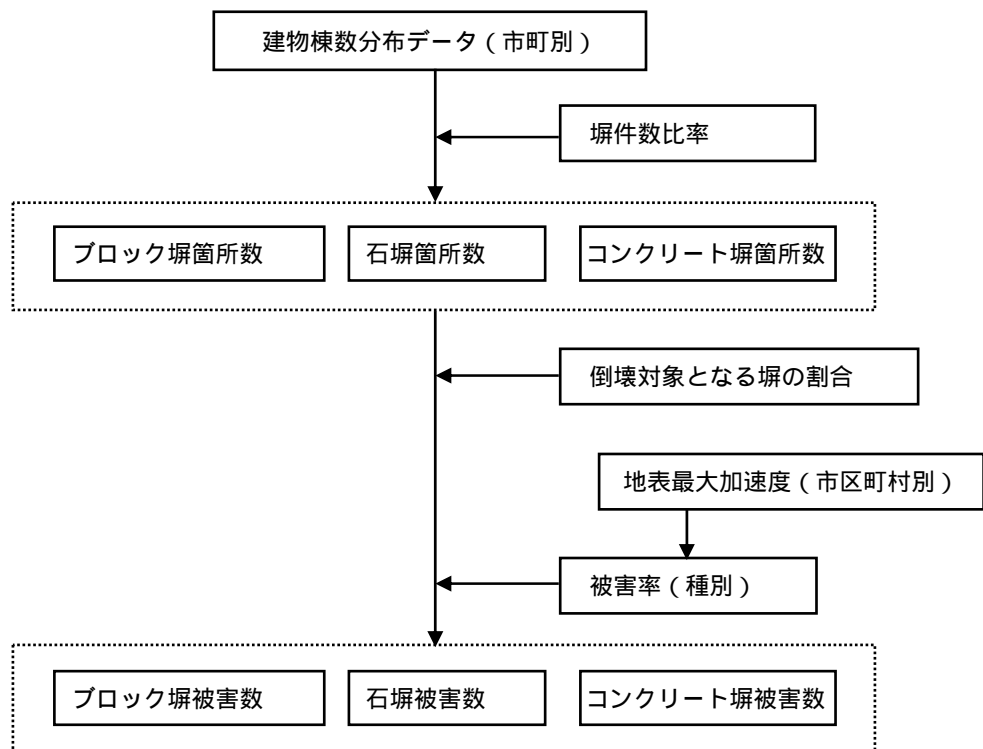 建物棟数分布データ（市町別）
塀件数比率
ブロック塀箇所数
石塀箇所数
コンクリート塀箇所数
倒壊対象となる塀の割合
地表最大加速度（市区町村別）
被害率（種別）
ブロック塀被害数
石塀被害数
コンクリート塀被害数